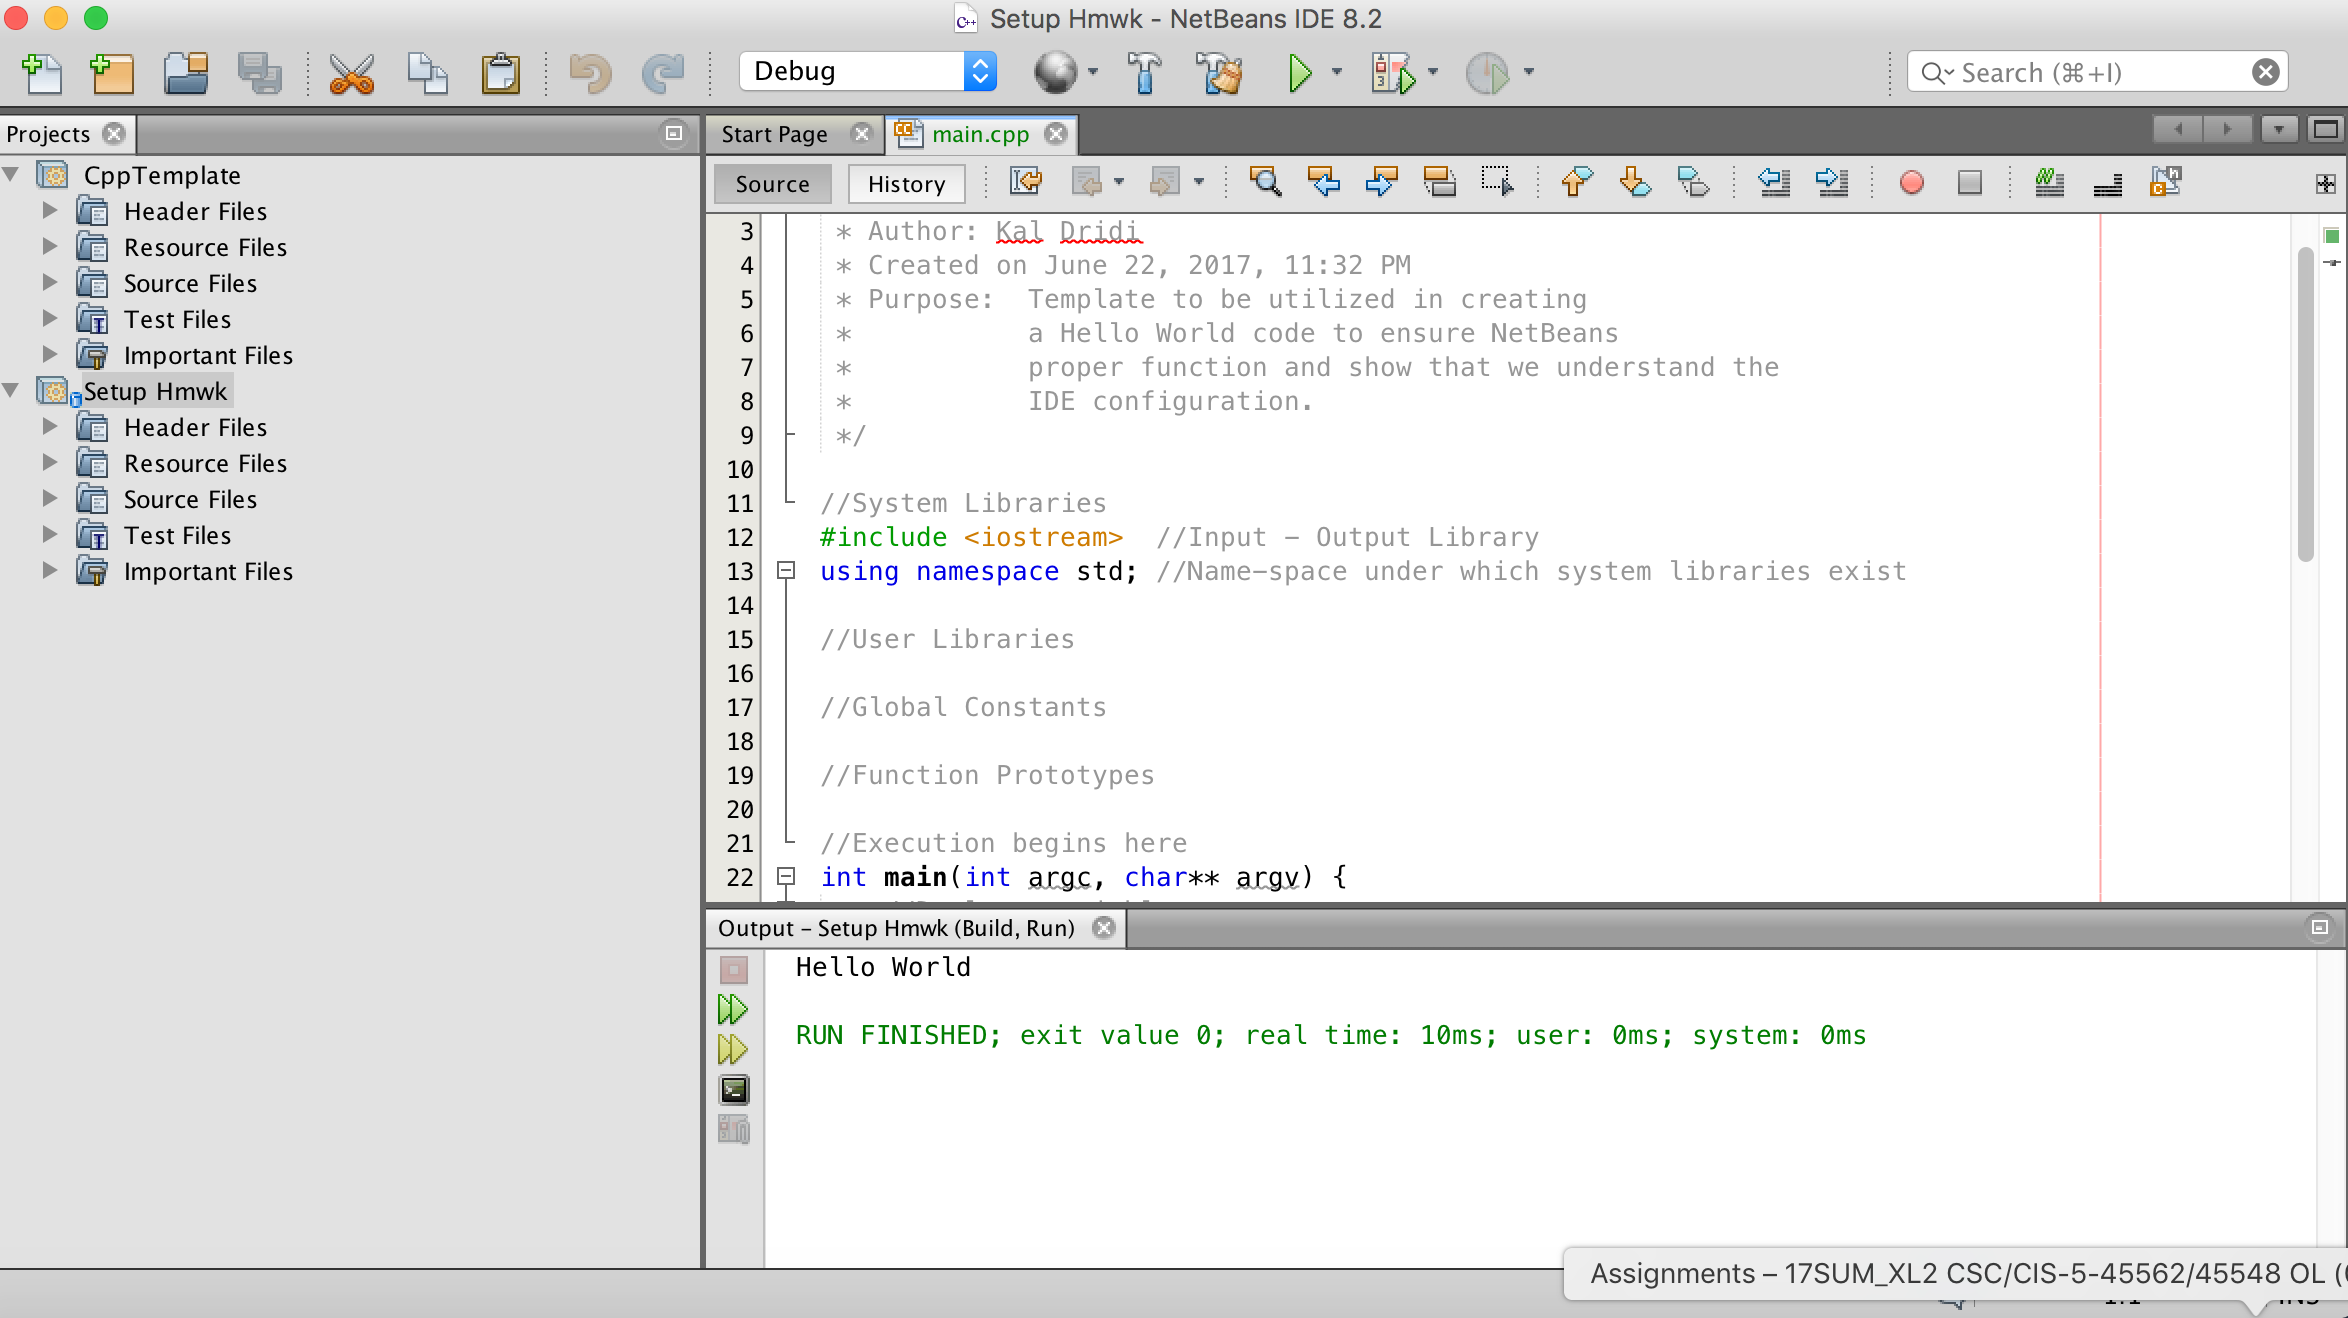 Setup Hmwk - NetBeans IDE 8.2
Debug
Search (⌘+I)
Projects
CppTemplate
Header Files
Resource Files
Source Files
Test Files
Important Files
Setup Hmwk
Header Files
Resource Files
Source Files
Test Files
Important Files
Start Page
main.cpp
Source
History
3 * Author: Kal Dridi
4 * Created on June 22, 2017, 11:32 PM
5 * Purpose:  Template to be utilized in creating
6 *           a Hello World code to ensure NetBeans
7 *           proper function and show that we understand the
8 *           IDE configuration.
9 */
10
11 //System Libraries
12 #include <iostream>  //Input - Output Library
13 using namespace std; //Name-space under which system libraries exist
14
15 //User Libraries
16
17 //Global Constants
18
19 //Function Prototypes
20
21 //Execution begins here
22 int main(int argc, char** argv) {
Output - Setup Hmwk (Build, Run)
Hello World
RUN FINISHED; exit value 0; real time: 10ms; user: 0ms; system: 0ms
Assignments – 17SUM_XL2 CSC/CIS-5-45562/45548 OL (